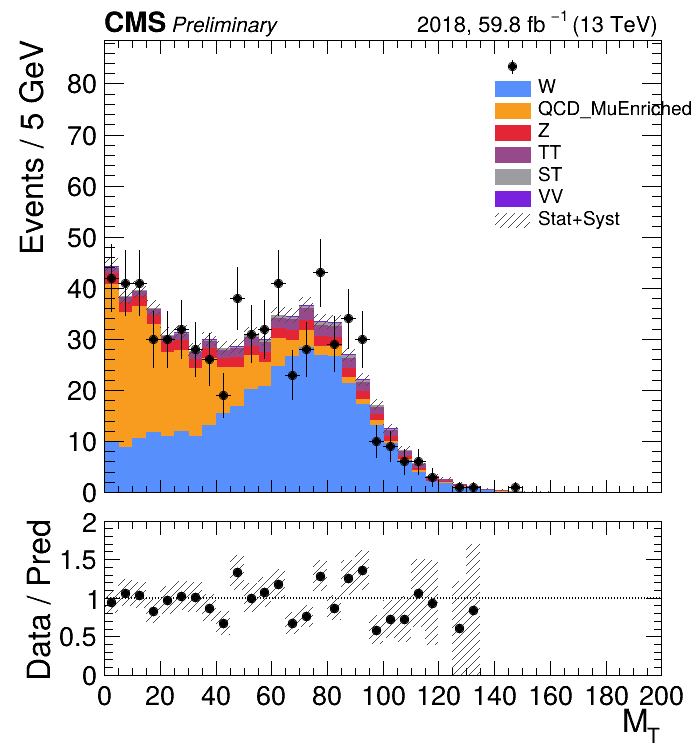 CMS Preliminary 2018, 59.8 fb⁻¹ (13 TeV)
Events / 5 GeV
80
70
60
50
40
30
20
10
0
W
QCD_MuEnriched
Z
TT
ST
VV
Stat+Syst
Data / Pred
2
1.5
1
0.5
0
0 20 40 60 80 100 120 140 160 180 200
M_T